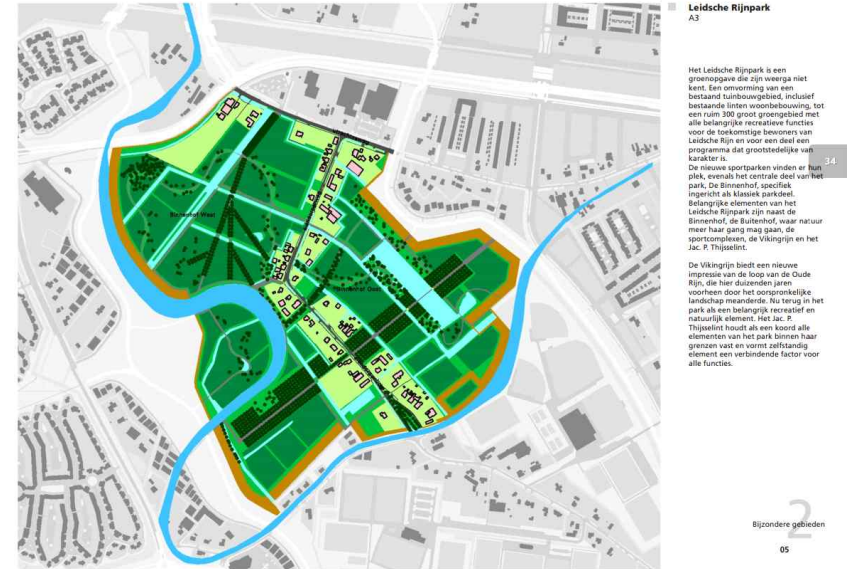 Leidsche Rijnpark
A3
Het Leidsche Rijnpark is een
groenopgave die zijn weerga niet
kent. Een omvorming van een
bestaand tuinbouwgebied, inclusief
bestaande linten woonbebouwing, tot
een ruim 300 groot groengebied met
alle belangrijke recreatieve functies
voor de toekomstige bewoners van
Leidsche Rijn en voor een deel een
programma dat grootstedelijke van
karakter is.
De nieuwe sportparken vinden er hun
plek, evenals het centrale deel van het
park, De Binnenhof, specifiek
ingericht als klassiek parkdeel.
Belangrijke elementen van het
Leidsche Rijnpark zijn naast de
Binnenhof, de Buitenhof, waar natuur
meer haar gang mag gaan, de
sportcomplexen, de Vikingrijn en het
Jac. P. Thijsselint.
De Vikingrijn biedt een nieuwe
impressie van de loop van de Oude
Rijn, die hier duizenden jaren
voorheen door het oorspronkelijke
landschap meanderde. Nu terug in het
park als een belangrijk recreatief en
natuurlijk element. Het Jac. P.
Thijsselint houdt als een koord alle
elementen van het park binnen haar
grenzen vast en vormt zelfstandig
element een verbindende factor voor
alle functies.
34
Binnenhof West
Binnenhof Oost
2
Bijzondere gebieden
05